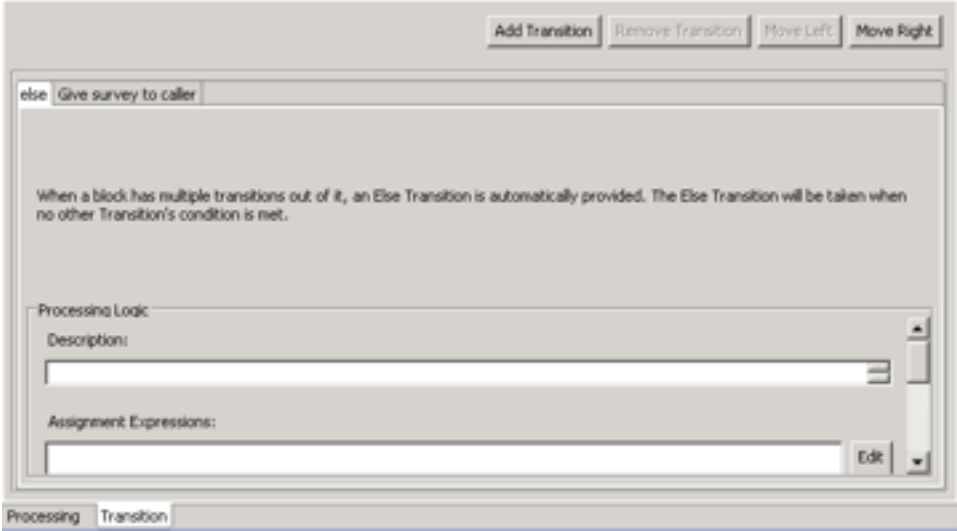 Add Transition Remove Transition Move Left Move Right
else Give survey to caller
When a block has multiple transitions out of it, an Else Transition is automatically provided. The Else Transition will be taken when
no other Transition's condition is met.
Processing Logic
Description:
Assignment Expressions:
Edit
Processing Transition